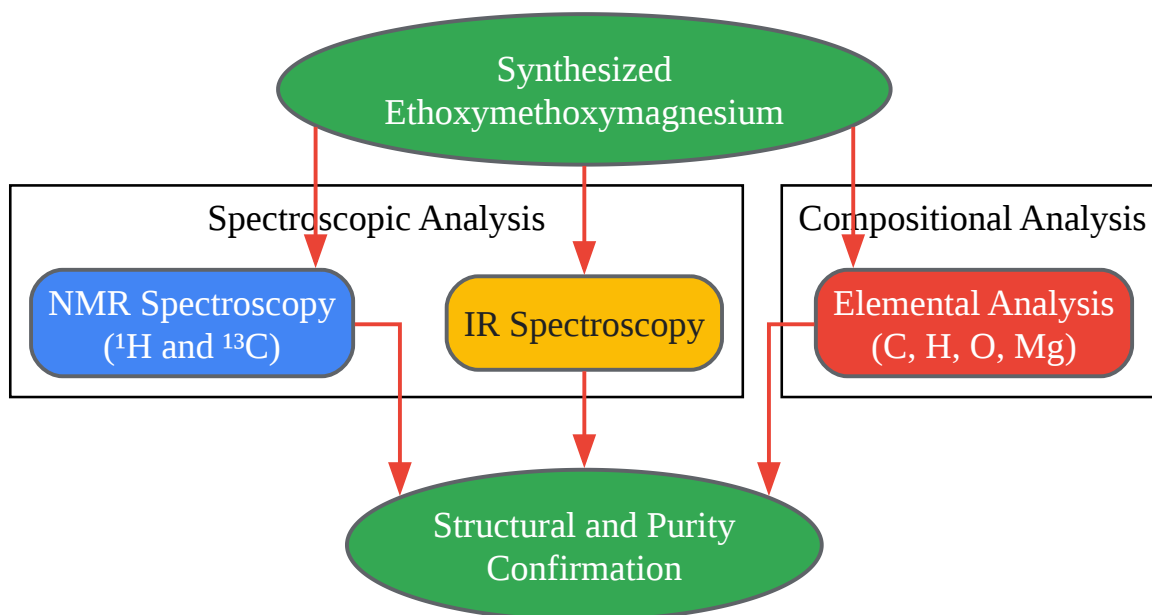 Synthesized
Ethoxymethoxymagnesium
Spectroscopic Analysis
Compositional Analysis
NMR Spectroscopy
(¹H and ¹³C)
IR Spectroscopy
Elemental Analysis
(C, H, O, Mg)
Structural and Purity
Confirmation